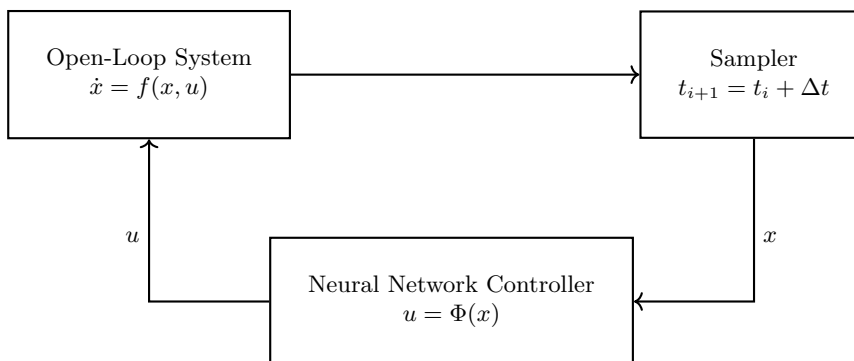 Open-Loop System
ẋ = f(x, u)
Sampler
tᵢ₊₁ = tᵢ + Δt
u
x
Neural Network Controller
u = Φ(x)